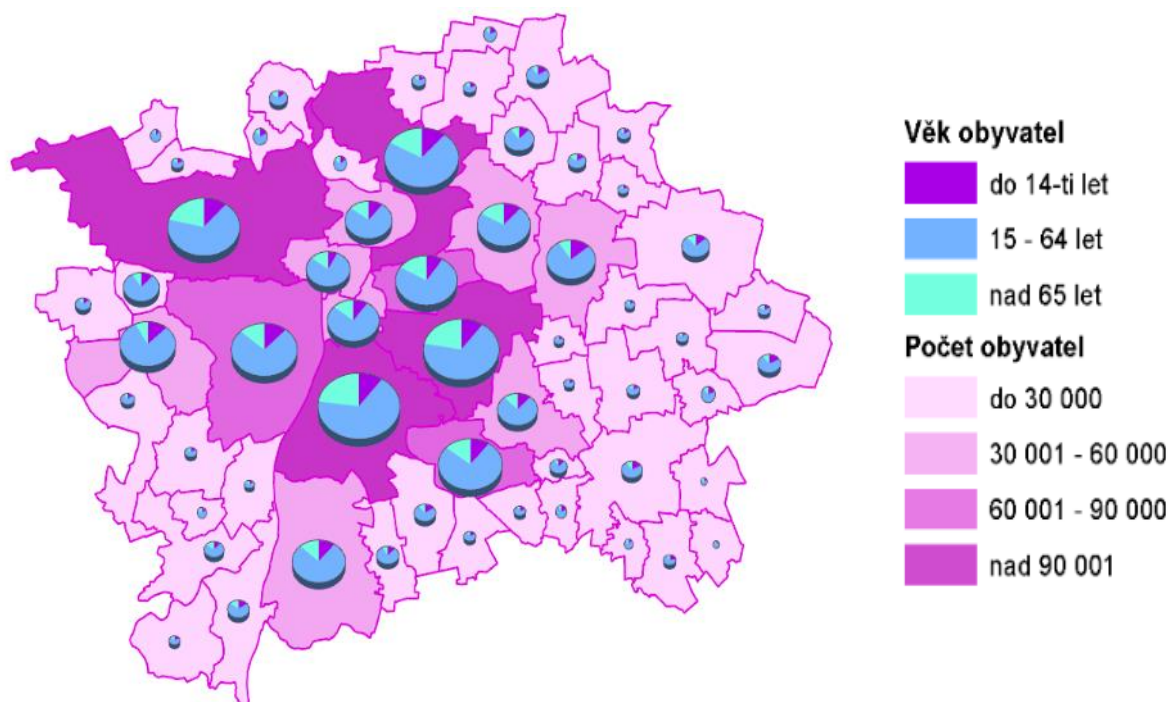 Věk obyvatel
do 14-ti let
15 - 64 let
nad 65 let
Počet obyvatel
do 30 000
30 001 - 60 000
60 001 - 90 000
nad 90 001